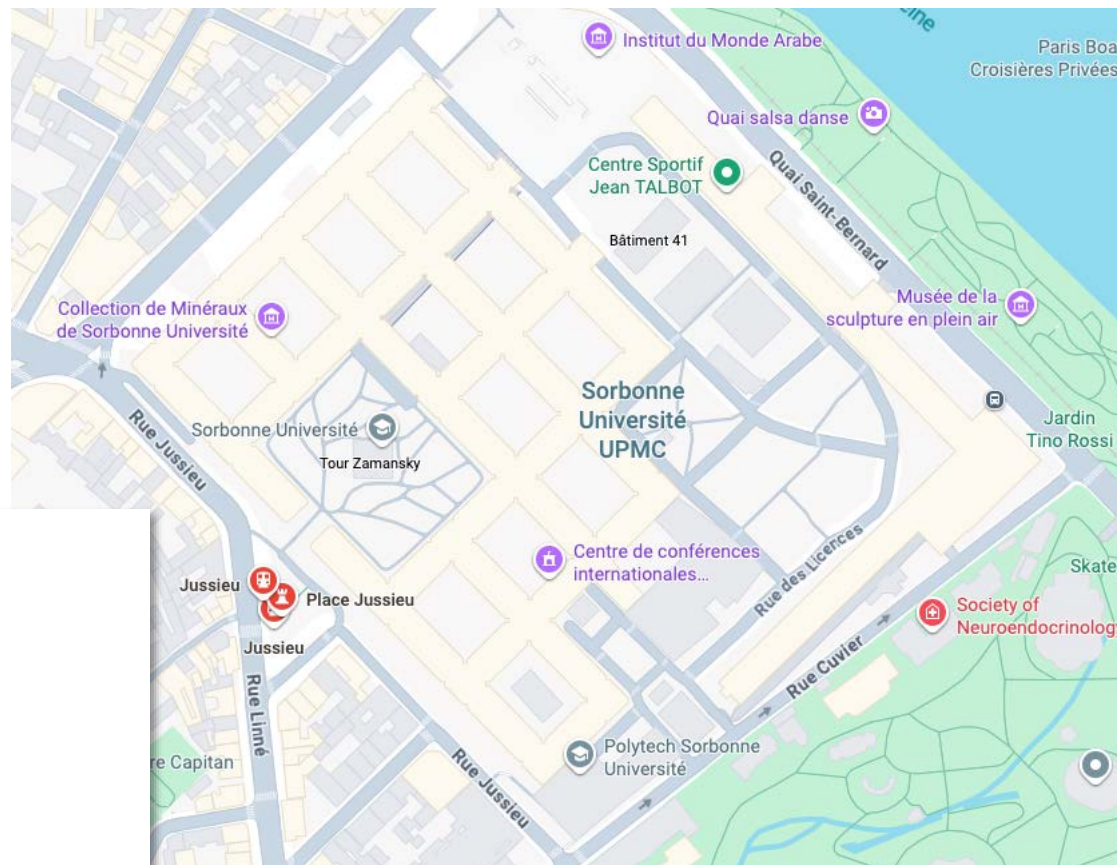 eine
Institut du Monde Arabe
Paris Boa
Croisières Privées
Quai salsa danse
Centre Sportif
Jean TALBOT
Quai Saint-Bernard
Bâtiment 41
Collection de Minéraux
de Sorbonne Université
Musée de la
sculpture en plein air
Sorbonne
Université
UPMC
Rue Jussieu
Sorbonne Université
Tour Zamansky
Jardin
Tino Rossi
Centre de conférences
internationales...
Rue des Licences
Skate
Jussieu
Place Jussieu
Jussieu
Society of
Neuroendocrinology
Rue Cuvier
Rue Linné
re Capitan
Rue Jussieu
Polytech Sorbonne
Université